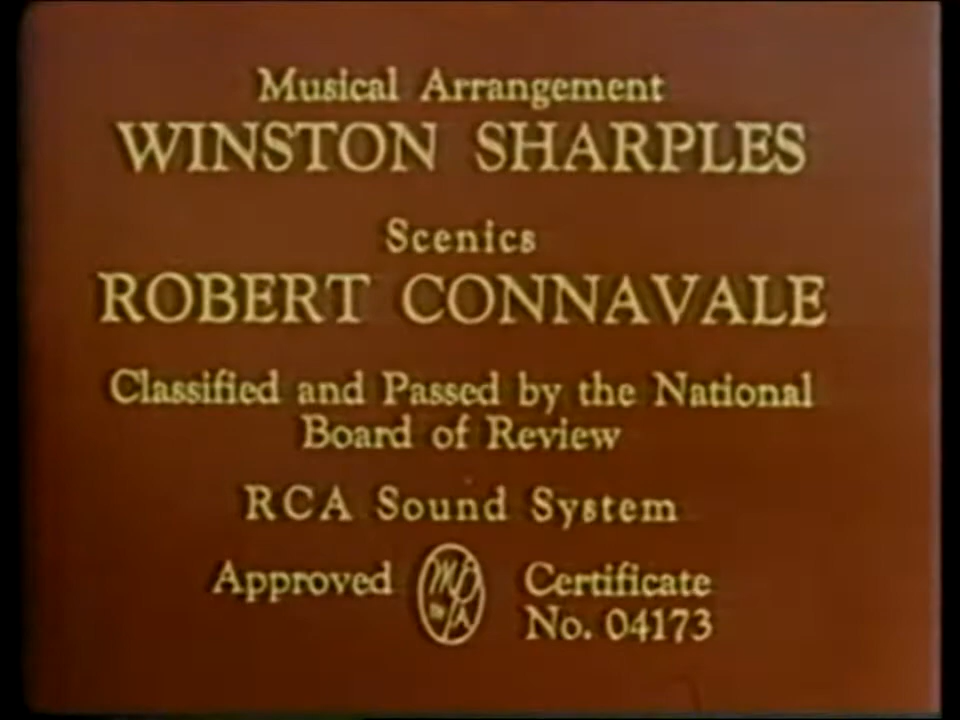 Musical Arrangement
WINSTON SHARPLES
Scenics
ROBERT CONNAVALE
Classified and Passed by the National
Board of Review
RCA Sound System
Approved
Certificate
No. 04173